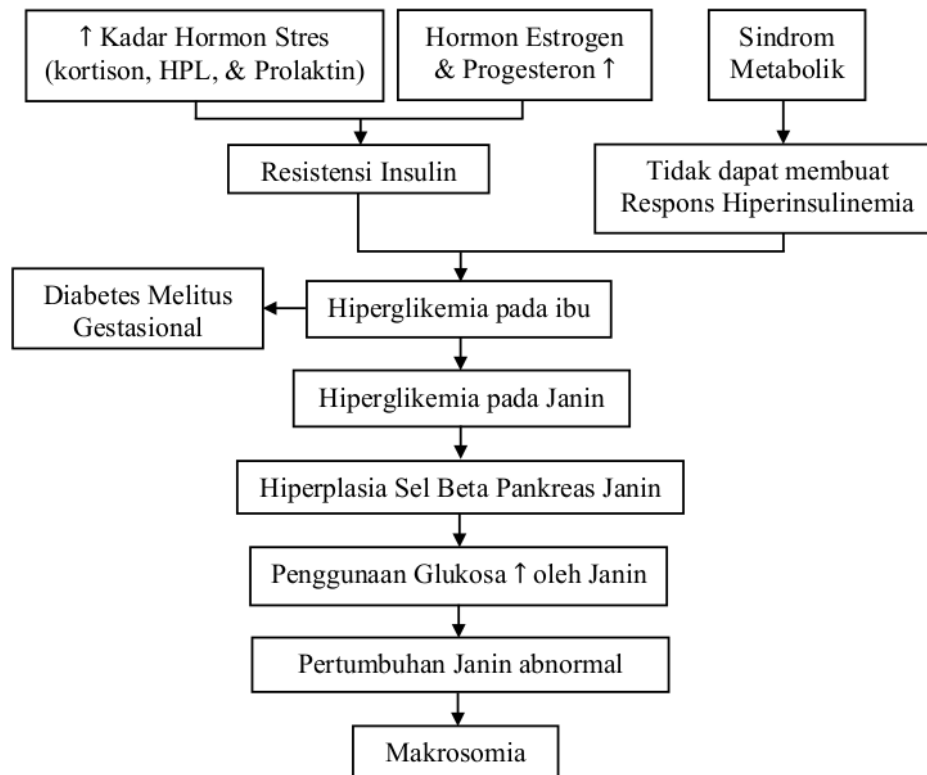 ↑ Kadar Hormon Stres
(kortison, HPL, & Prolaktin)
Hormon Estrogen
& Progesteron ↑
Sindrom
Metabolik
Resistensi Insulin
Tidak dapat membuat
Respons Hiperinsulinemia
Diabetes Melitus
Gestasional
Hiperglikemia pada ibu
Hiperglikemia pada Janin
Hiperplasia Sel Beta Pankreas Janin
Penggunaan Glukosa ↑ oleh Janin
Pertumbuhan Janin abnormal
Makrosomia